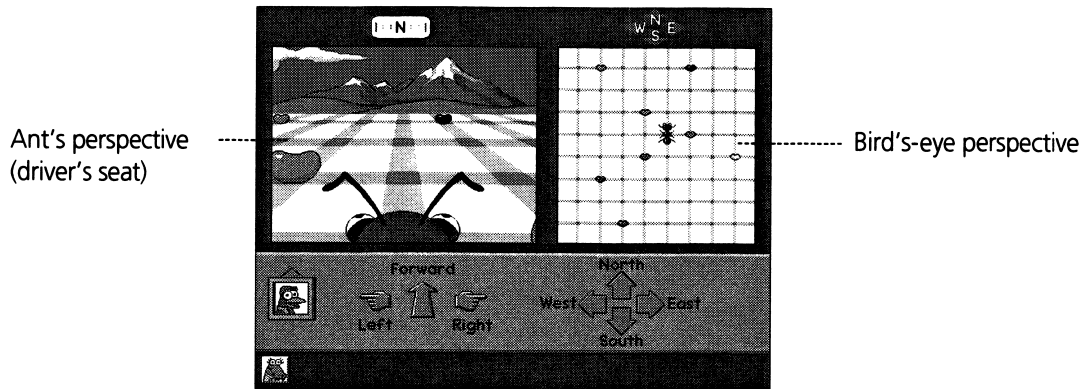 N
N
W E
S
Ant's perspective
(driver's seat)
Bird's-eye perspective
Forward
Left
Right
North
West
East
South